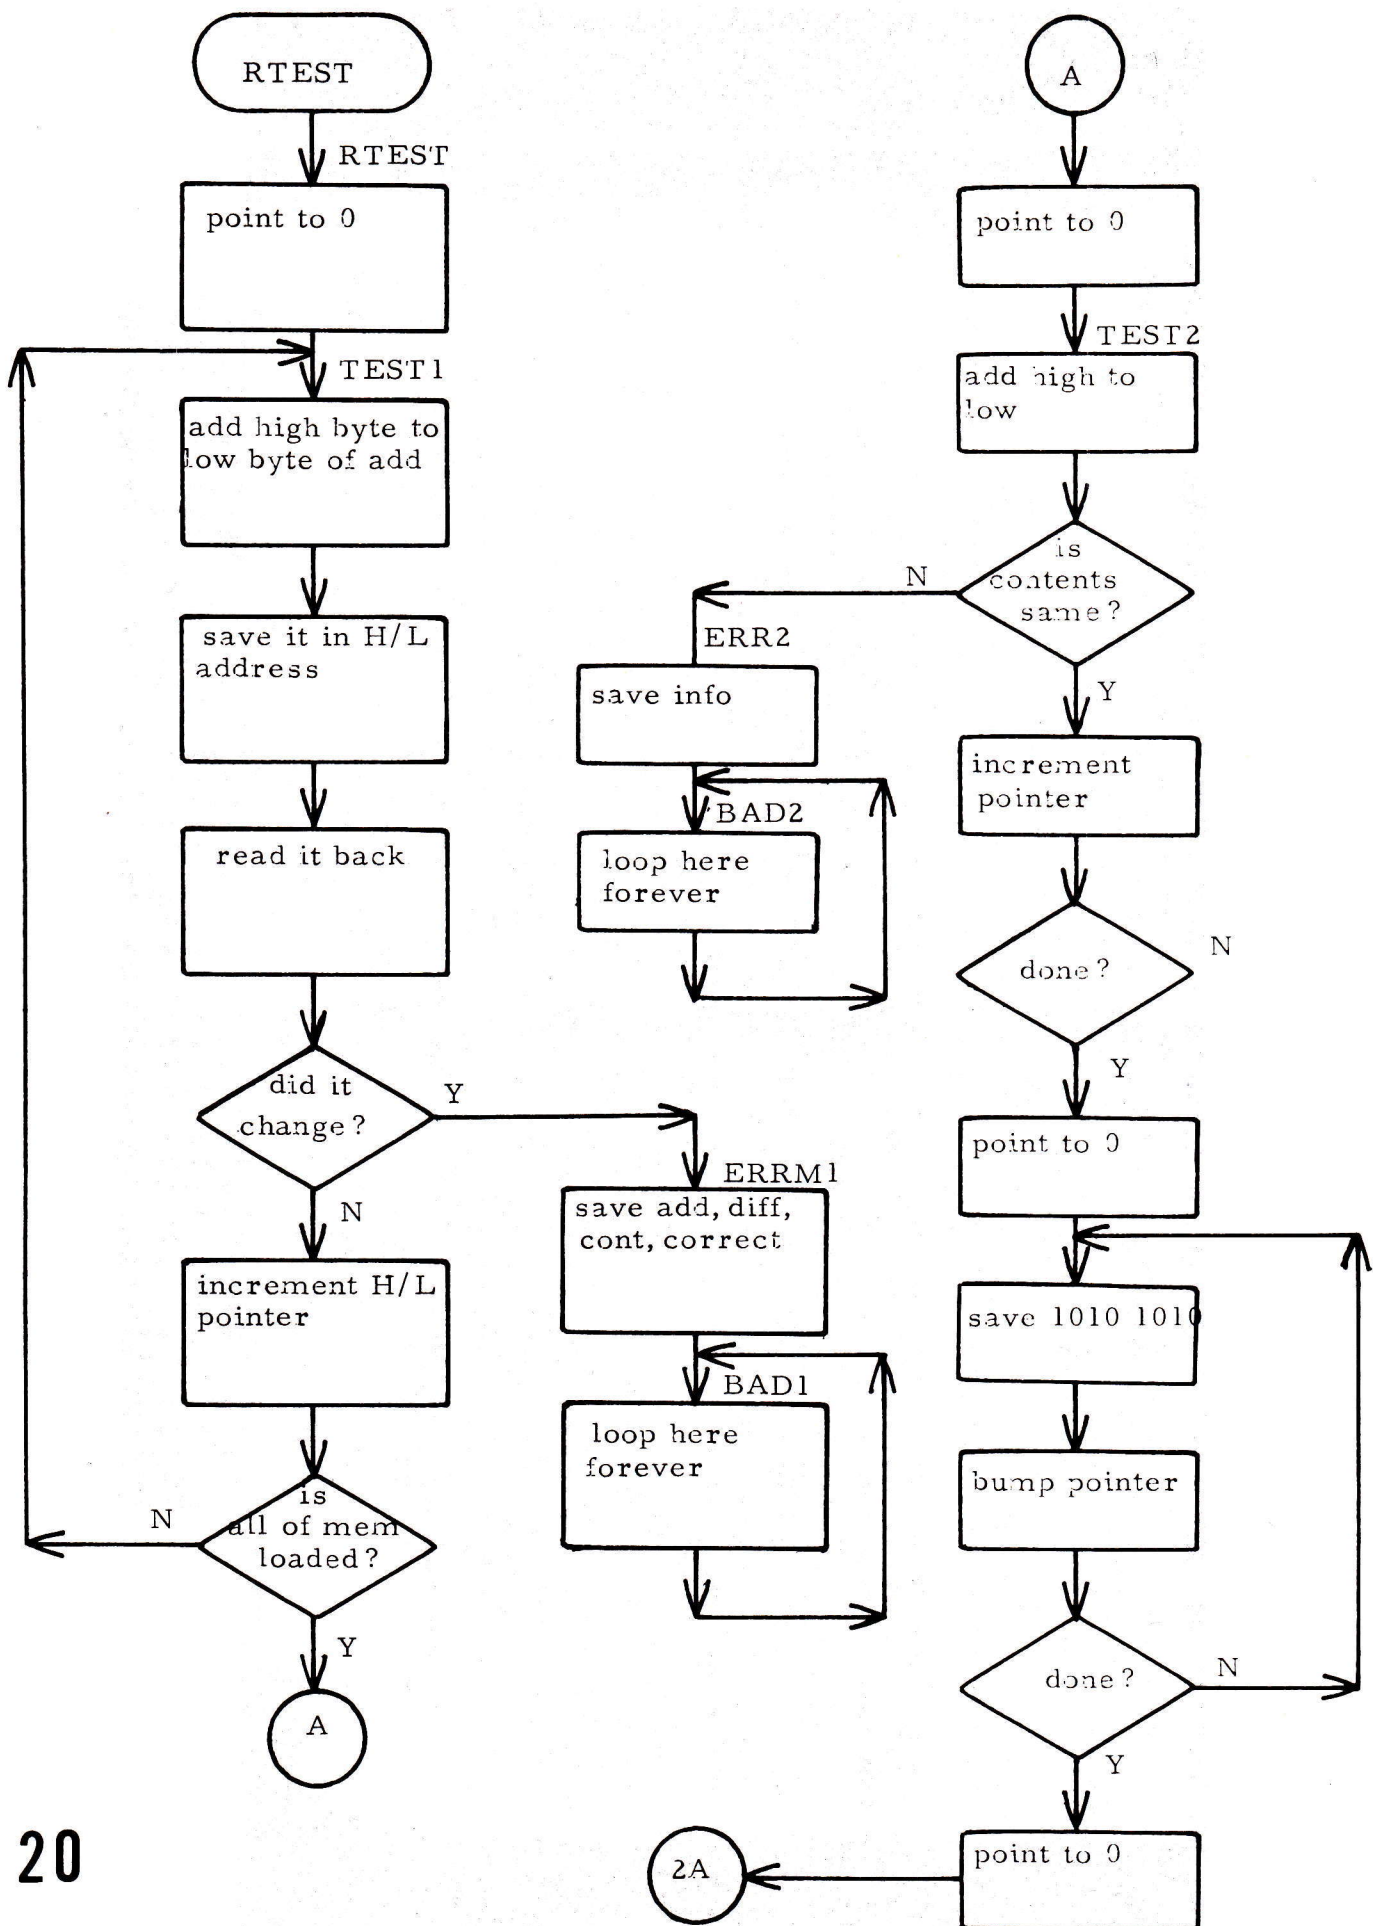 RTEST
RTEST
point to 0
TEST1
add high byte to
low byte of add
save it in H/L
address
read it back
did it
change?
Y
N
increment H/L
pointer
is
all of mem
loaded?
N
Y
A
ERRM1
save add, diff,
cont, correct
BAD1
loop here
forever
A
point to 0
TEST2
add high to
low
is
contents
same?
N
ERR2
save info
BAD2
loop here
forever
Y
increment
pointer
done?
N
Y
point to 0
save 1010 1010
bump pointer
done?
N
Y
point to 0
2A
20